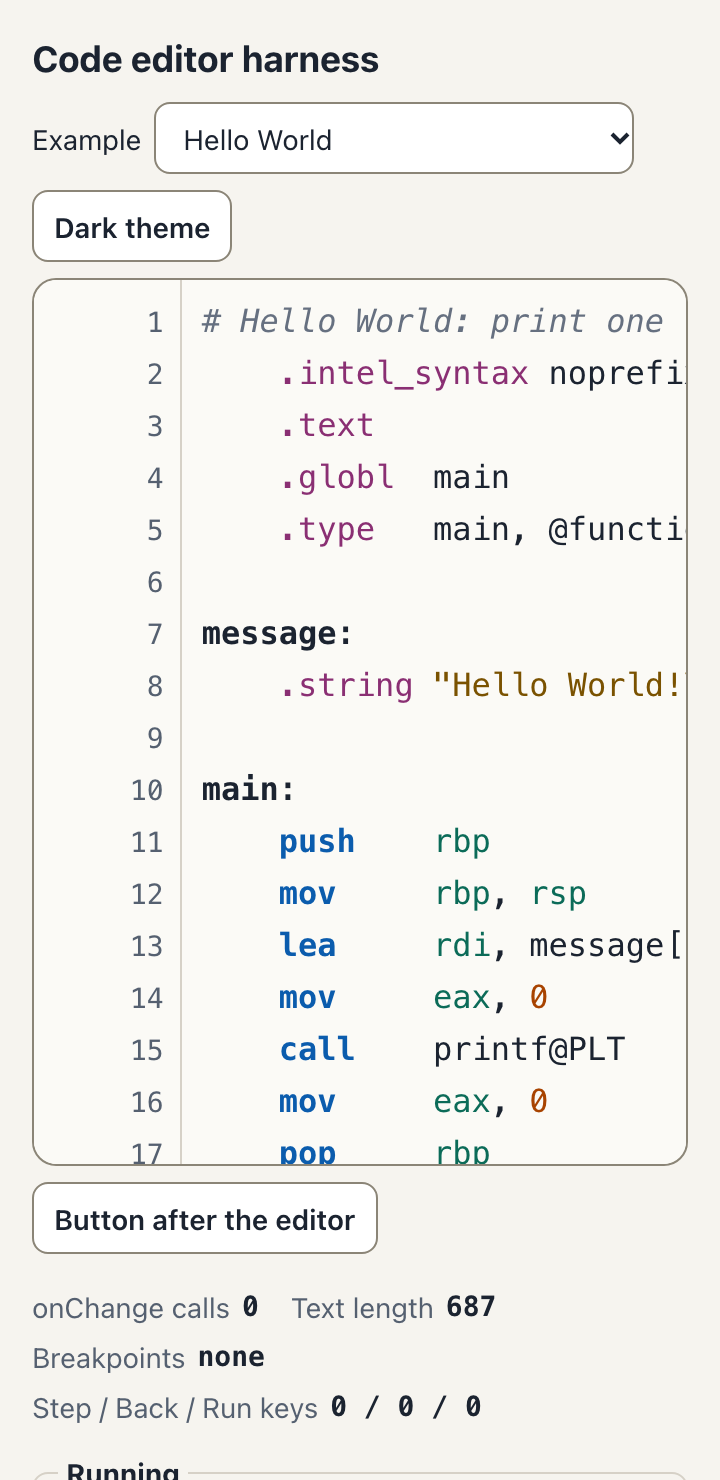 Code editor harness
Example Hello World
Dark theme
1 # Hello World: print one
2 .intel_syntax noprefi
3 .text
4 .globl main
5 .type main, @functi
6
7 message:
8 .string "Hello World!
9
10 main:
11 push rbp
12 mov rbp, rsp
13 lea rdi, message[
14 mov eax, 0
15 call printf@PLT
16 mov eax, 0
17 pop rbp
Button after the editor
onChange calls 0 Text length 687
Breakpoints none
Step / Back / Run keys 0 / 0 / 0
Running